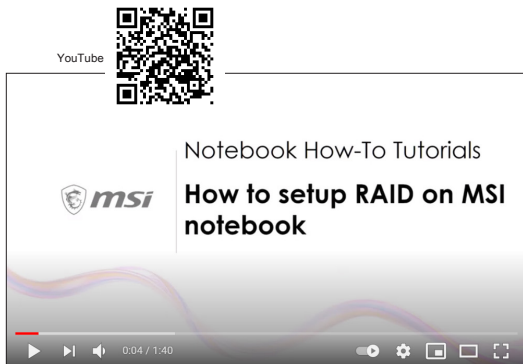 YouTube
Notebook How-To Tutorials
msi
How to setup RAID on MSI
notebook
0:04 / 1:40